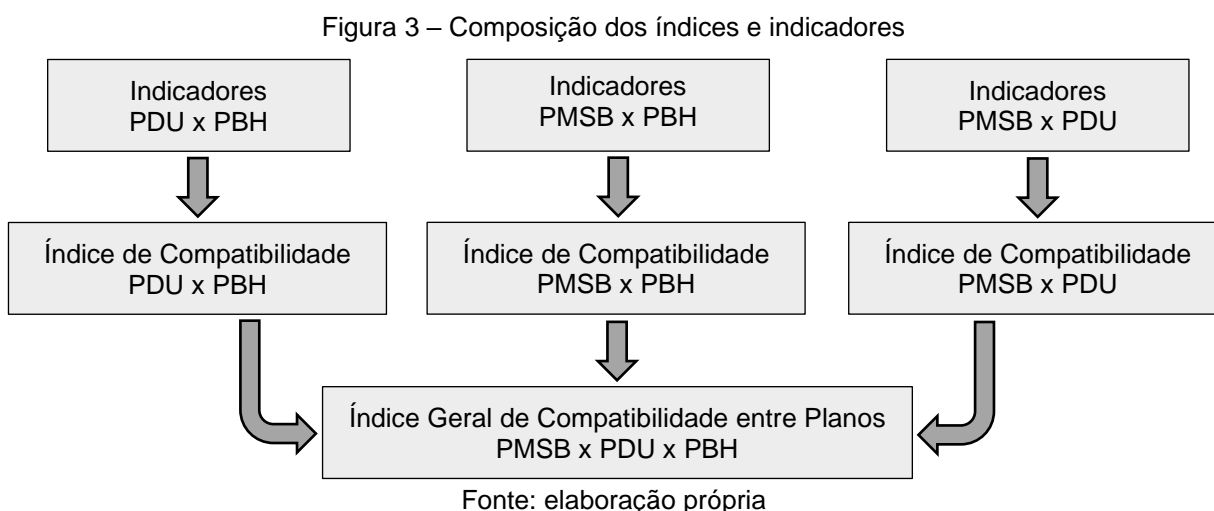 Figura 3 – Composição dos índices e indicadores
Indicadores
PDU x PBH
Indicadores
PMSB x PBH
Indicadores
PMSB x PDU
Índice de Compatibilidade
PDU x PBH
Índice de Compatibilidade
PMSB x PBH
Índice de Compatibilidade
PMSB x PDU
Índice Geral de Compatibilidade entre Planos
PMSB x PDU x PBH
Fonte: elaboração própria